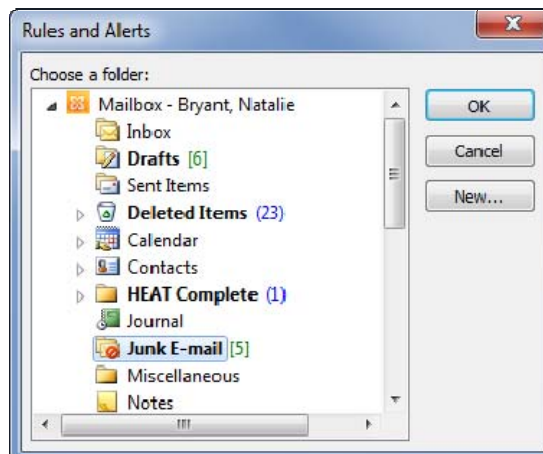 Rules and Alerts
Choose a folder:
Mailbox - Bryant, Natalie
Inbox
Drafts [6]
Sent Items
Deleted Items (23)
Calendar
Contacts
HEAT Complete (1)
Journal
Junk E-mail [5]
Miscellaneous
Notes
OK
Cancel
New...